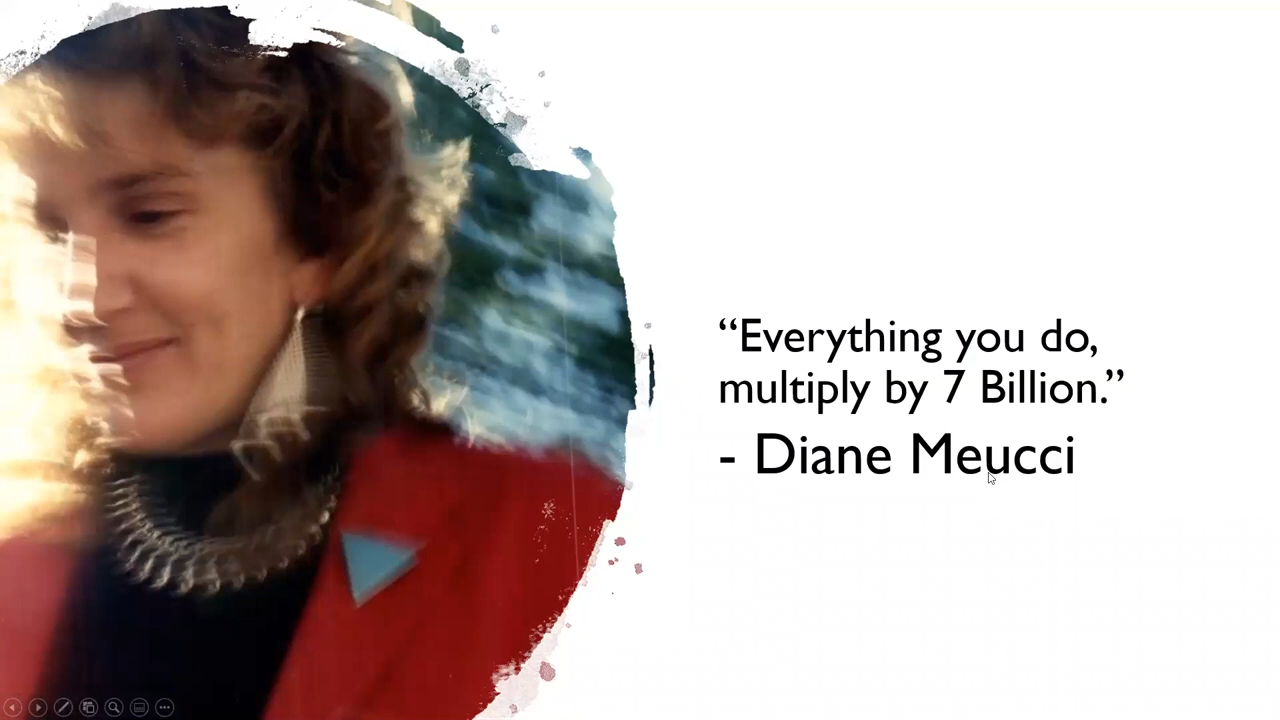 “Everything you do,
multiply by 7 Billion.”
- Diane Meucci